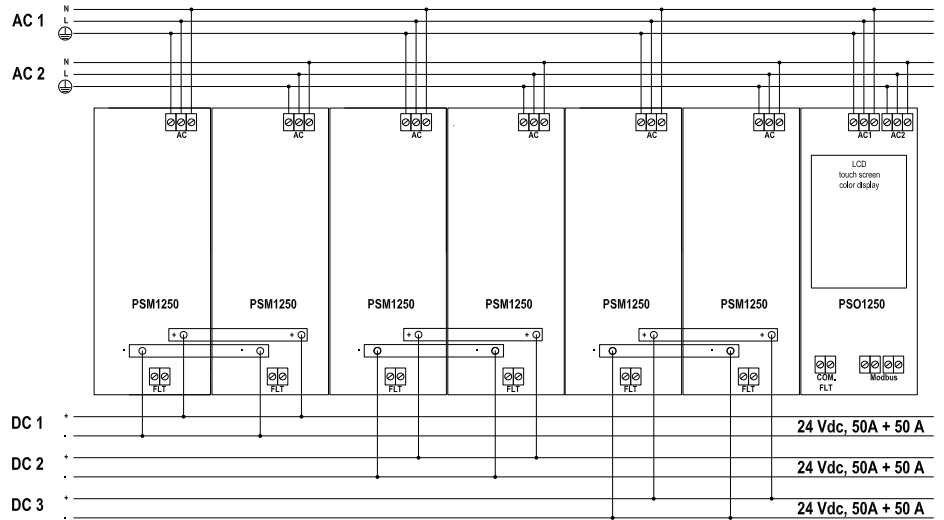 AC 1
N
L
AC 2
N
L
AC
AC
AC
AC
AC
AC
AC1
AC2
LCD
touch screen
color display
PSM1250
PSM1250
PSM1250
PSM1250
PSM1250
PSM1250
PSO1250
+
+
+
+
+
+
-
-
-
-
-
-
FLT
FLT
FLT
FLT
FLT
FLT
COM.
FLT
Modbus
DC 1
+
-
24 Vdc, 50A + 50 A
DC 2
+
-
24 Vdc, 50A + 50 A
DC 3
+
-
24 Vdc, 50A + 50 A